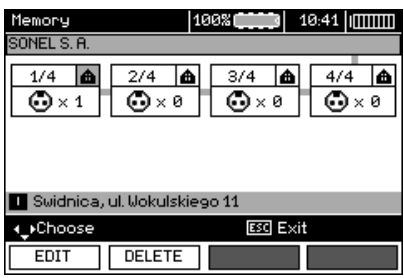 Memory 100% 10:41
SONEL S. A.
1/4 2/4 3/4 4/4
× 1 × 0 × 0 × 0
I Swidnica, ul. Wokulskiego 11
Choose ESC Exit
EDIT DELETE